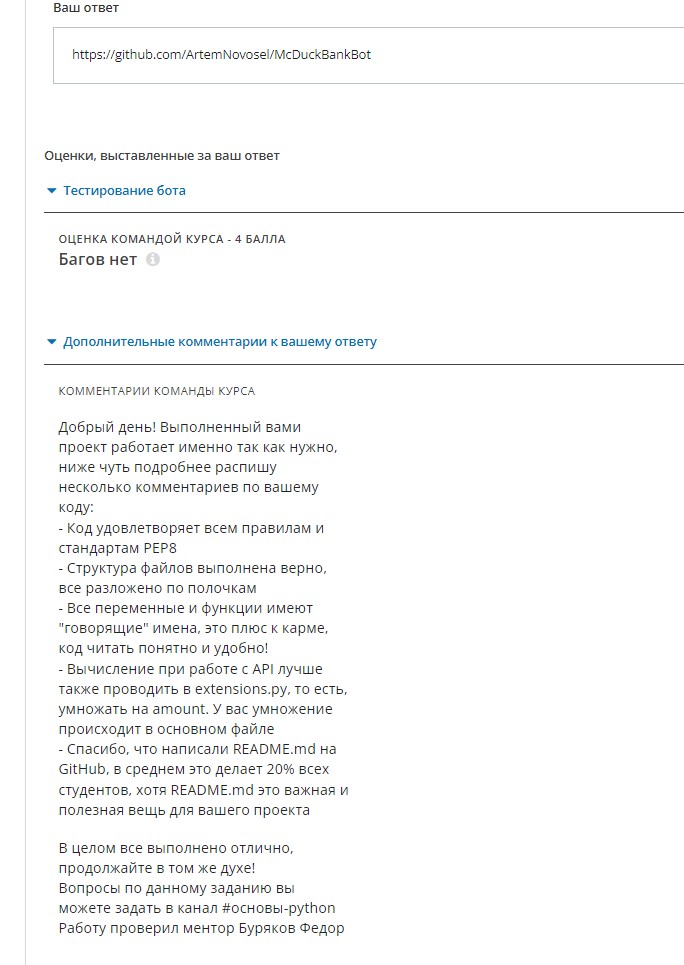 Ваш ответ
https://github.com/ArtemNovosel/McDuckBankBot
Оценки, выставленные за ваш ответ
Тестирование бота
ОЦЕНКА КОМАНДОЙ КУРСА - 4 БАЛЛА
Багов нет
Дополнительные комментарии к вашему ответу
КОММЕНТАРИИ КОМАНДЫ КУРСА
Добрый день! Выполненный вами
проект работает именно так как нужно,
ниже чуть подробнее распишу
несколько комментариев по вашему
коду:
- Код удовлетворяет всем правилам и
стандартам PEP8
- Структура файлов выполнена верно,
все разложено по полочкам
- Все переменные и функции имеют
"говорящие" имена, это плюс к карме,
код читать понятно и удобно!
- Вычисление при работе с API лучше
также проводить в extensions.py, то есть,
умножать на amount. У вас умножение
происходит в основном файле
- Спасибо, что написали README.md на
GitHub, в среднем это делает 20% всех
студентов, хотя README.md это важная и
полезная вещь для вашего проекта
В целом все выполнено отлично,
продолжайте в том же духе!
Вопросы по данному заданию вы
можете задать в канал #основы-python
Работу проверил ментор Буряков Федор